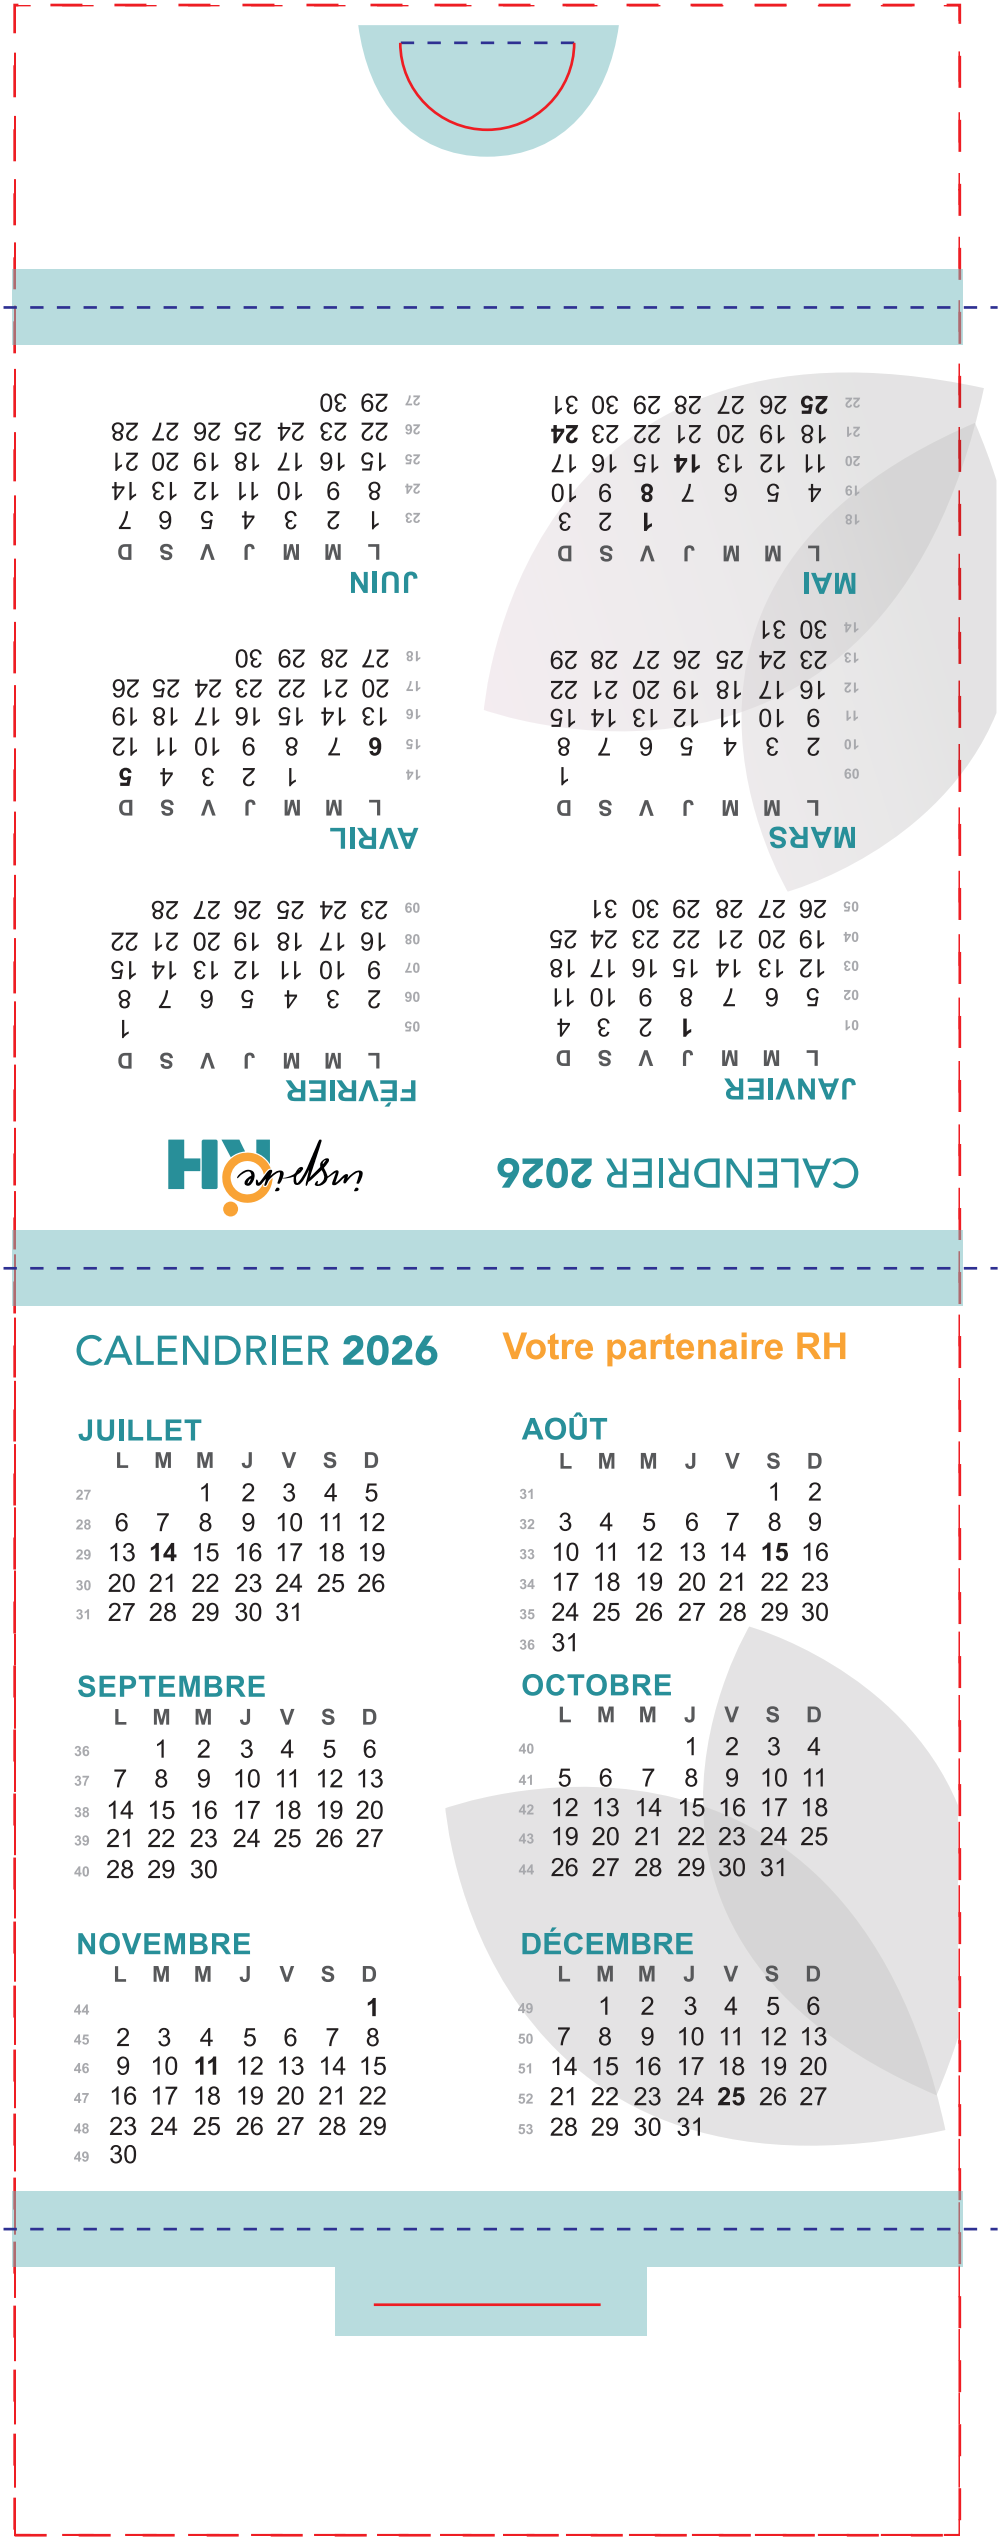 CALENDRIER 2026
inspire RH
JANVIER
L M M J V S D
01 1 2 3 4
02 5 6 7 8 9 10 11
03 12 13 14 15 16 17 18
04 19 20 21 22 23 24 25
05 26 27 28 29 30 31
FÉVRIER
L M M J V S D
05 1
06 2 3 4 5 6 7 8
07 9 10 11 12 13 14 15
08 16 17 18 19 20 21 22
09 23 24 25 26 27 28
MARS
L M M J V S D
09 1
10 2 3 4 5 6 7 8
11 9 10 11 12 13 14 15
12 16 17 18 19 20 21 22
13 23 24 25 26 27 28 29
14 30 31
AVRIL
L M M J V S D
14 1 2 3 4 5
15 6 7 8 9 10 11 12
16 13 14 15 16 17 18 19
17 20 21 22 23 24 25 26
18 27 28 29 30
MAI
L M M J V S D
18 1 2 3
19 4 5 6 7 8 9 10
20 11 12 13 14 15 16 17
21 18 19 20 21 22 23 24
22 25 26 27 28 29 30 31
JUIN
L M M J V S D
23 1 2 3 4 5 6 7
24 8 9 10 11 12 13 14
25 15 16 17 18 19 20 21
26 22 23 24 25 26 27 28
27 29 30
CALENDRIER 2026
Votre partenaire RH
JUILLET
L M M J V S D
27 1 2 3 4 5
28 6 7 8 9 10 11 12
29 13 14 15 16 17 18 19
30 20 21 22 23 24 25 26
31 27 28 29 30 31
AOÛT
L M M J V S D
31 1 2
32 3 4 5 6 7 8 9
33 10 11 12 13 14 15 16
34 17 18 19 20 21 22 23
35 24 25 26 27 28 29 30
36 31
SEPTEMBRE
L M M J V S D
36 1 2 3 4 5 6
37 7 8 9 10 11 12 13
38 14 15 16 17 18 19 20
39 21 22 23 24 25 26 27
40 28 29 30
OCTOBRE
L M M J V S D
40 1 2 3 4
41 5 6 7 8 9 10 11
42 12 13 14 15 16 17 18
43 19 20 21 22 23 24 25
44 26 27 28 29 30 31
NOVEMBRE
L M M J V S D
44 1
45 2 3 4 5 6 7 8
46 9 10 11 12 13 14 15
47 16 17 18 19 20 21 22
48 23 24 25 26 27 28 29
49 30
DÉCEMBRE
L M M J V S D
49 1 2 3 4 5 6
50 7 8 9 10 11 12 13
51 14 15 16 17 18 19 20
52 21 22 23 24 25 26 27
53 28 29 30 31